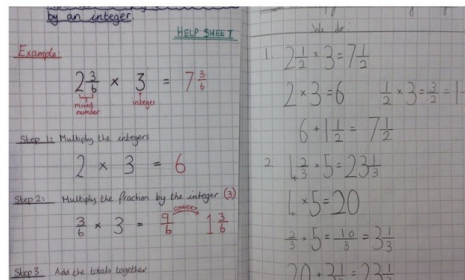 by an integer
HELP SHEET
Example:
2 3/6 × 3 = 7 3/6
mixed number
integer
Step 1: Multiply the integers
2 × 3 = 6
Step 2: Multiply the fraction by the integer (3)
3/6 × 3 = 9/6 1 3/6
convert
Step 3: Add the totals together
We do:
1. 2 1/2 × 3 = 7 1/2
2 × 3 = 6 1/2 × 3 = 3/2 = 1
6 + 1 1/2 = 7 1/2
2. 4 2/3 × 5 = 23 1/3
4 × 5 = 20
2/3 × 5 = 10/3 = 3 1/3
20 + 3 1/3 = 23 1/3